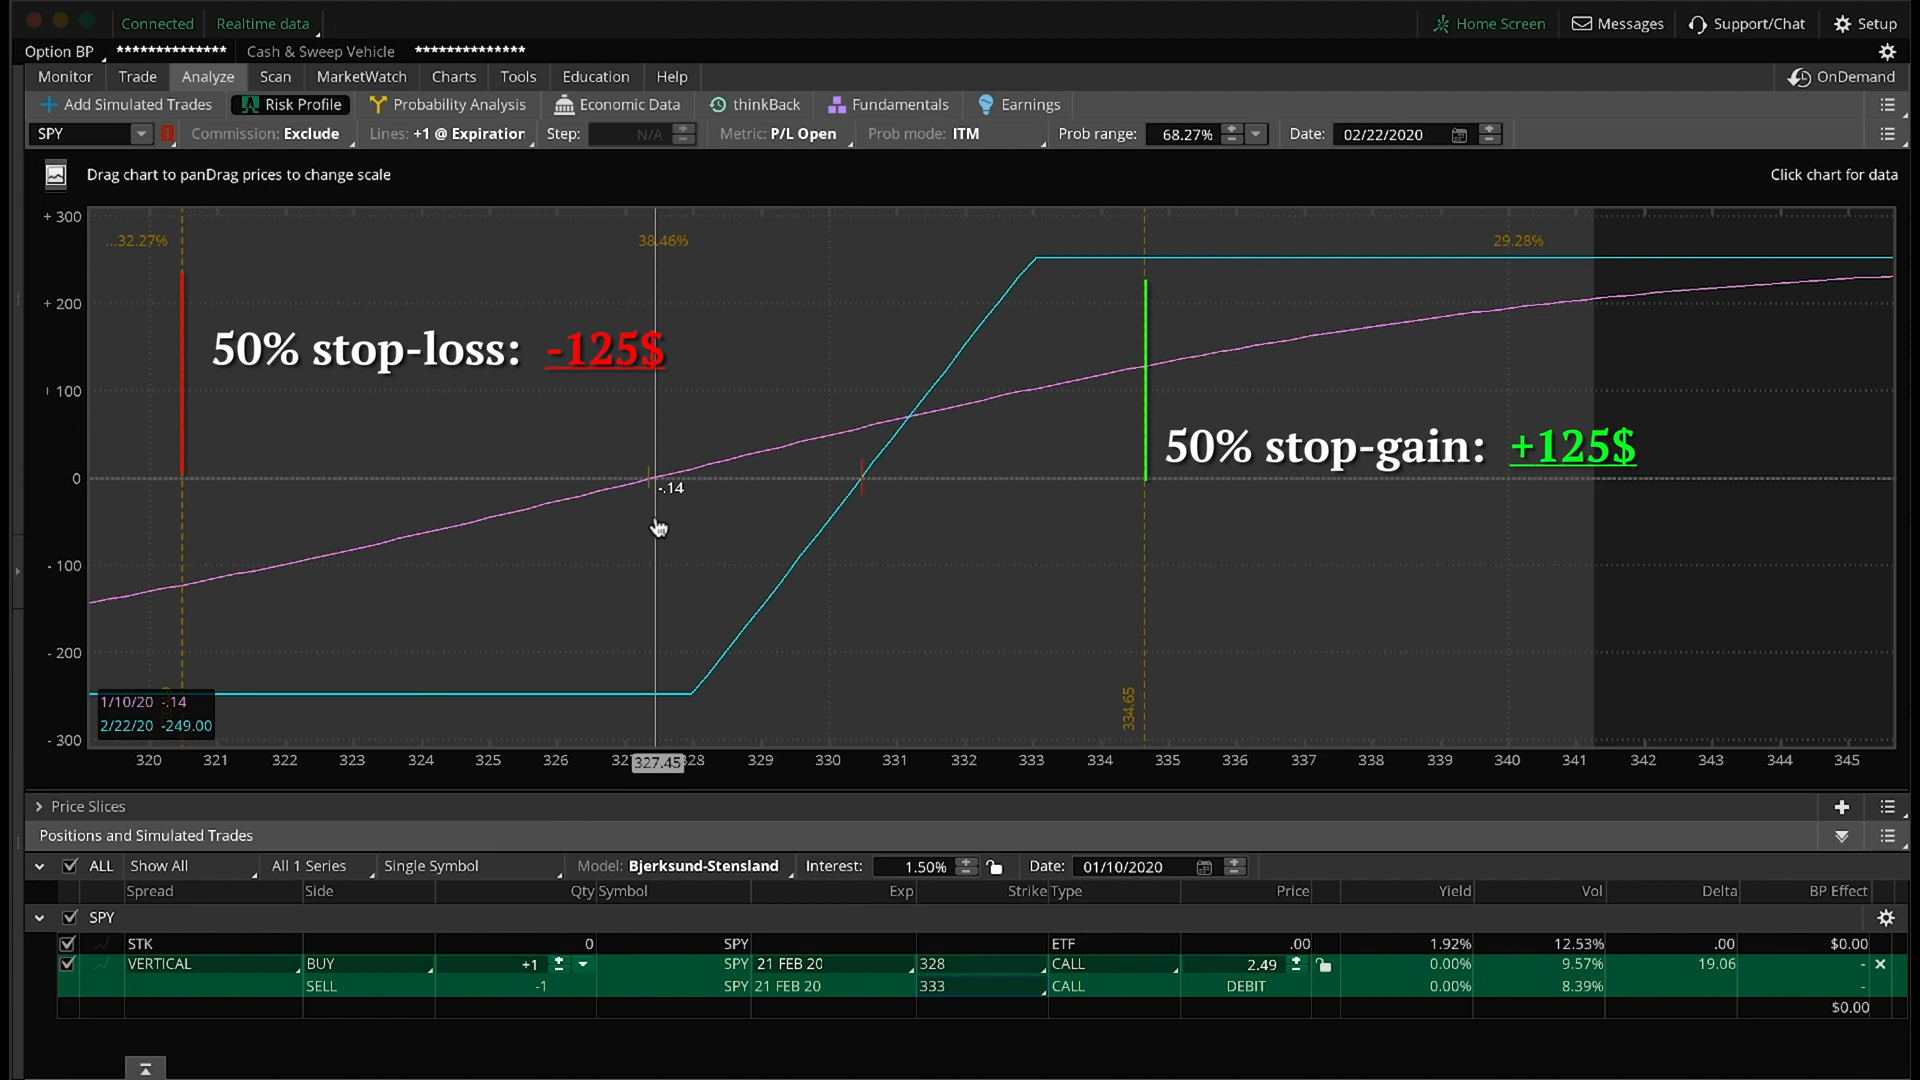 Connected Realtime data Home Screen Messages Support/Chat Setup
Option BP ************** Cash & Sweep Vehicle **************
Monitor Trade Analyze Scan MarketWatch Charts Tools Education Help OnDemand
Add Simulated Trades Risk Profile Probability Analysis Economic Data thinkBack Fundamentals Earnings
SPY Commission: Exclude Lines: +1 @ Expiration Step: N/A Metric: P/L Open Prob mode: ITM Prob range: 68.27% Date: 02/22/2020
Drag chart to panDrag prices to change scale Click chart for data
+ 300
...32.27% 38.46% 29.28%
+ 200
50% stop-loss: -125$
100
50% stop-gain: +125$
0
-.14
- 100
- 200
334.65
1/10/20 -.14
2/22/20 -249.00
- 300
320 321 322 323 324 325 326 327.45 328 329 330 331 332 333 334 335 336 337 338 339 340 341 342 343 344 345
Price Slices
Positions and Simulated Trades
ALL Show All All 1 Series Single Symbol Model: Bjerksund-Stensland Interest: 1.50% Date: 01/10/2020
Spread Side Qty Symbol Exp Strike Type Price Yield Vol Delta BP Effect
SPY
STK 0 SPY ETF .00 1.92% 12.53% .00 $0.00
VERTICAL BUY +1 SPY 21 FEB 20 328 CALL 2.49 0.00% 9.57% 19.06 -
SELL -1 SPY 21 FEB 20 333 CALL DEBIT 0.00% 8.39% -
$0.00